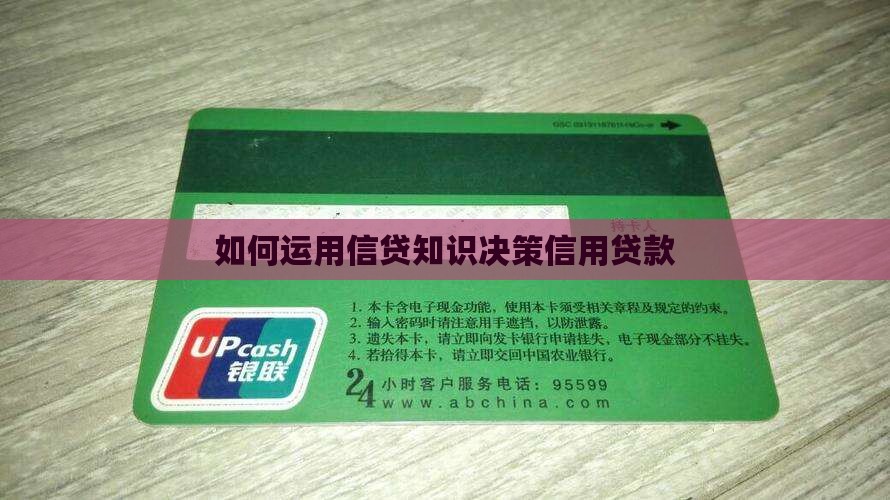 持卡人
如何运用信贷知识决策信用贷款
1. 本卡含电子现金功能，使用本卡须受相关章程及规定的约束。
2. 输入密码时请注意用手遮挡，以防泄露。
3. 遗失本卡，请立即向发卡银行申请挂失，电子现金部分不挂失。
4. 若拾得本卡，请立即交回中国农业银行。
UPcash
银联
24小时客户服务电话：95599
www.abchina.com